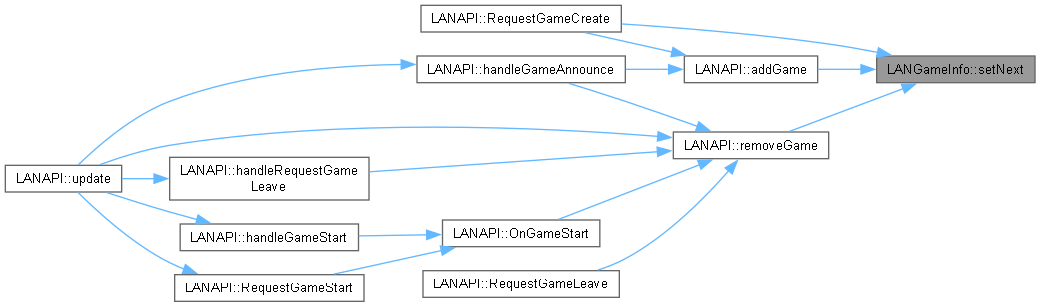 LANAPI::RequestGameCreate
LANAPI::handleGameAnnounce
LANAPI::addGame
LANGameInfo::setNext
LANAPI::removeGame
LANAPI::update
LANAPI::handleRequestGame
Leave
LANAPI::handleGameStart
LANAPI::OnGameStart
LANAPI::RequestGameStart
LANAPI::RequestGameLeave